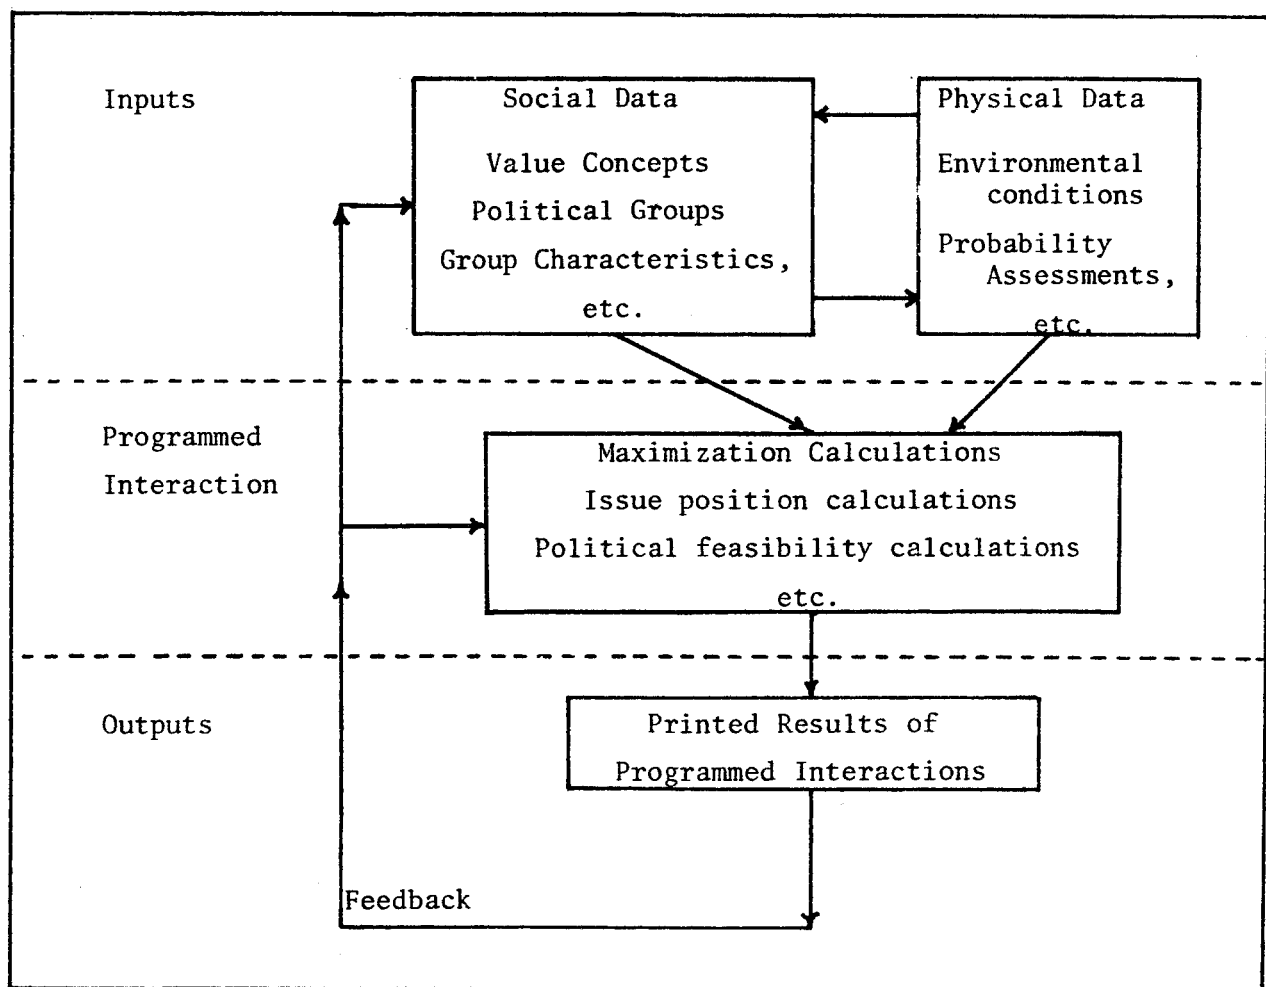 Inputs
Social Data
Value Concepts
Political Groups
Group Characteristics,
etc.
Physical Data
Environmental
conditions
Probability
Assessments,
etc.
Programmed
Interaction
Maximization Calculations
Issue position calculations
Political feasibility calculations
etc.
Outputs
Printed Results of
Programmed Interactions
Feedback